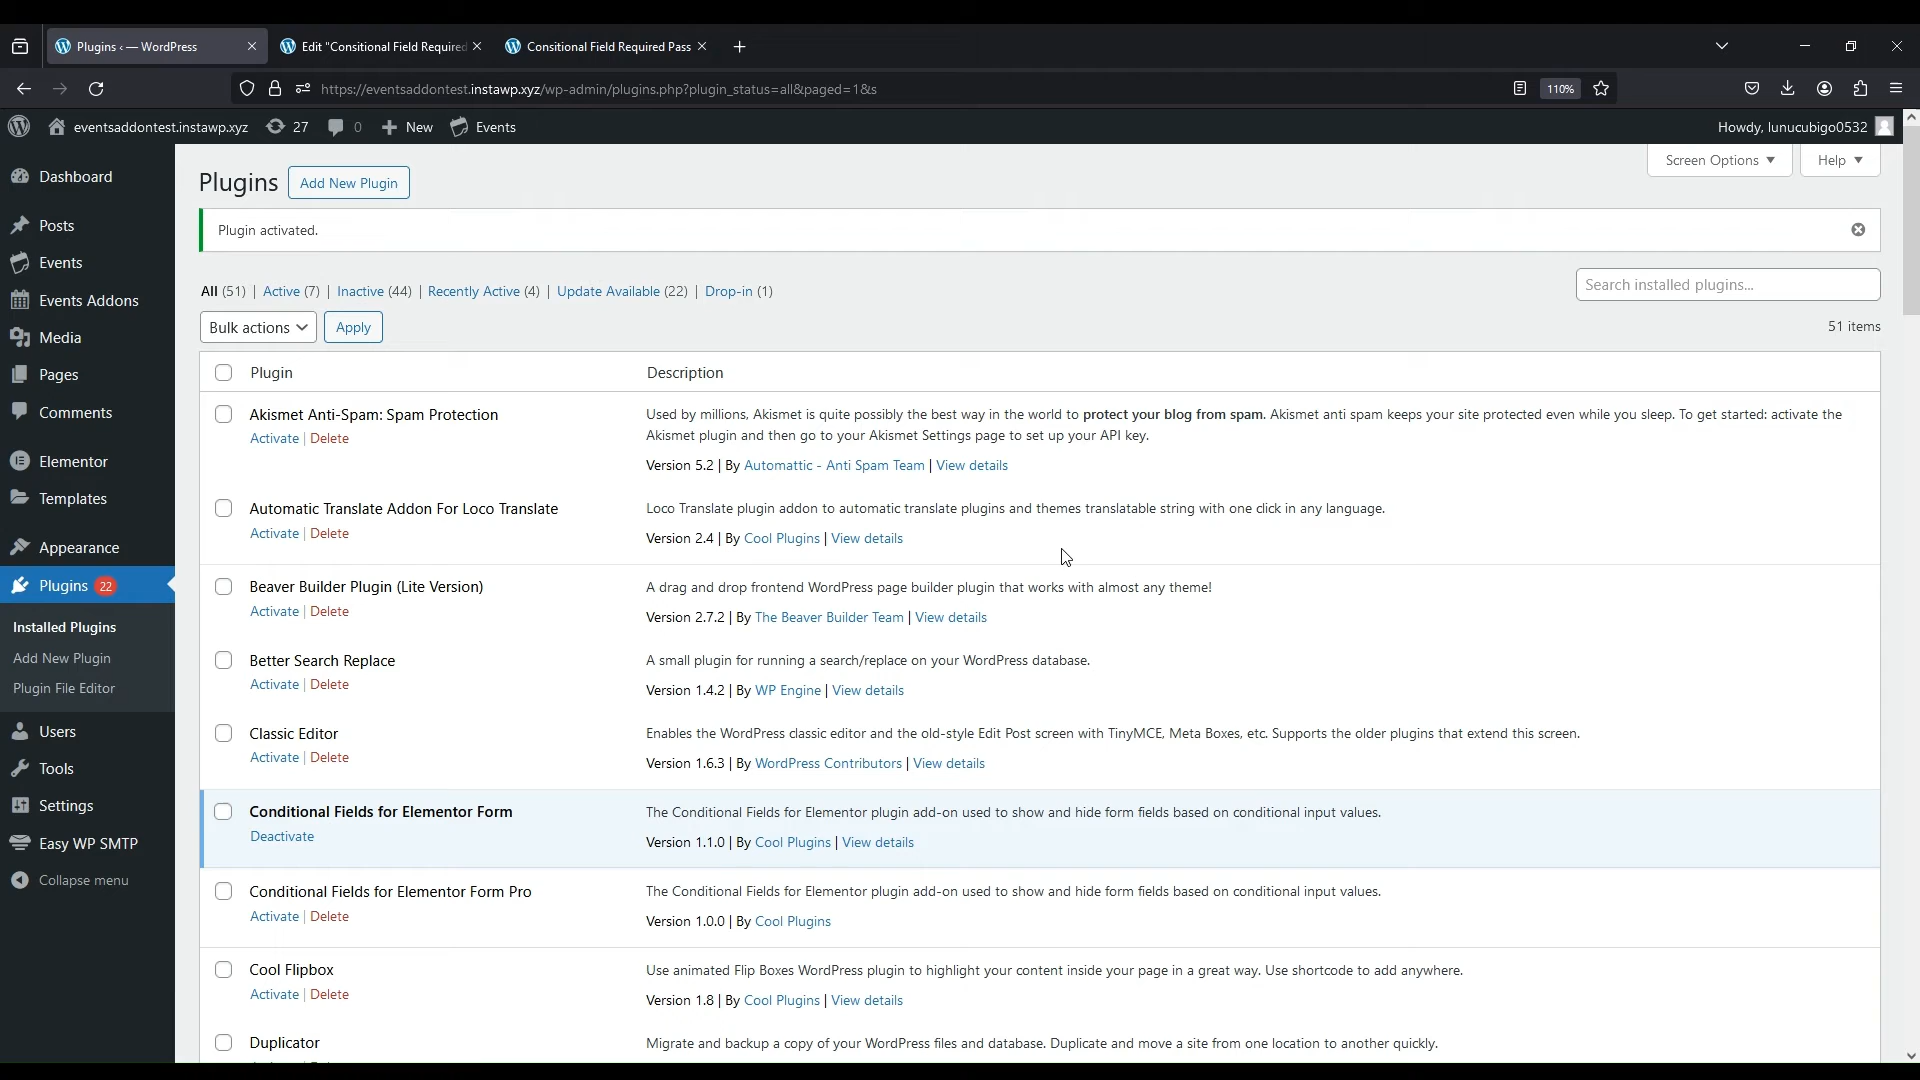 Plugins ‹ — WordPress
Edit "Consitional Field Required
Consitional Field Required Pass
https://eventsaddontest.instawp.xyz/wp-admin/plugins.php?plugin_status=all&paged=1&s
110%
eventsaddontest.instawp.xyz
27
0
New
Events
Howdy, lunucubigo0532
Screen Options
Help
Dashboard
Posts
Events
Events Addons
Media
Pages
Comments
Elementor
Templates
Appearance
Plugins 22
Installed Plugins
Add New Plugin
Plugin File Editor
Users
Tools
Settings
Easy WP SMTP
Collapse menu
Plugins
Add New Plugin
Plugin activated.
All (51) | Active (7) | Inactive (44) | Recently Active (4) | Update Available (22) | Drop-in (1)
Search installed plugins...
Bulk actions
Apply
51 items
Plugin
Description
Akismet Anti-Spam: Spam Protection
Activate | Delete
Used by millions, Akismet is quite possibly the best way in the world to protect your blog from spam. Akismet anti spam keeps your site protected even while you sleep. To get started: activate the
Akismet plugin and then go to your Akismet Settings page to set up your API key.
Version 5.2 | By Automattic - Anti Spam Team | View details
Automatic Translate Addon For Loco Translate
Activate | Delete
Loco Translate plugin addon to automatic translate plugins and themes translatable string with one click in any language.
Version 2.4 | By Cool Plugins | View details
Beaver Builder Plugin (Lite Version)
Activate | Delete
A drag and drop frontend WordPress page builder plugin that works with almost any theme!
Version 2.7.2 | By The Beaver Builder Team | View details
Better Search Replace
Activate | Delete
A small plugin for running a search/replace on your WordPress database.
Version 1.4.2 | By WP Engine | View details
Classic Editor
Activate | Delete
Enables the WordPress classic editor and the old-style Edit Post screen with TinyMCE, Meta Boxes, etc. Supports the older plugins that extend this screen.
Version 1.6.3 | By WordPress Contributors | View details
Conditional Fields for Elementor Form
Deactivate
The Conditional Fields for Elementor plugin add-on used to show and hide form fields based on conditional input values.
Version 1.1.0 | By Cool Plugins | View details
Conditional Fields for Elementor Form Pro
Activate | Delete
The Conditional Fields for Elementor plugin add-on used to show and hide form fields based on conditional input values.
Version 1.0.0 | By Cool Plugins
Cool Flipbox
Activate | Delete
Use animated Flip Boxes WordPress plugin to highlight your content inside your page in a great way. Use shortcode to add anywhere.
Version 1.8 | By Cool Plugins | View details
Duplicator
Migrate and backup a copy of your WordPress files and database. Duplicate and move a site from one location to another quickly.